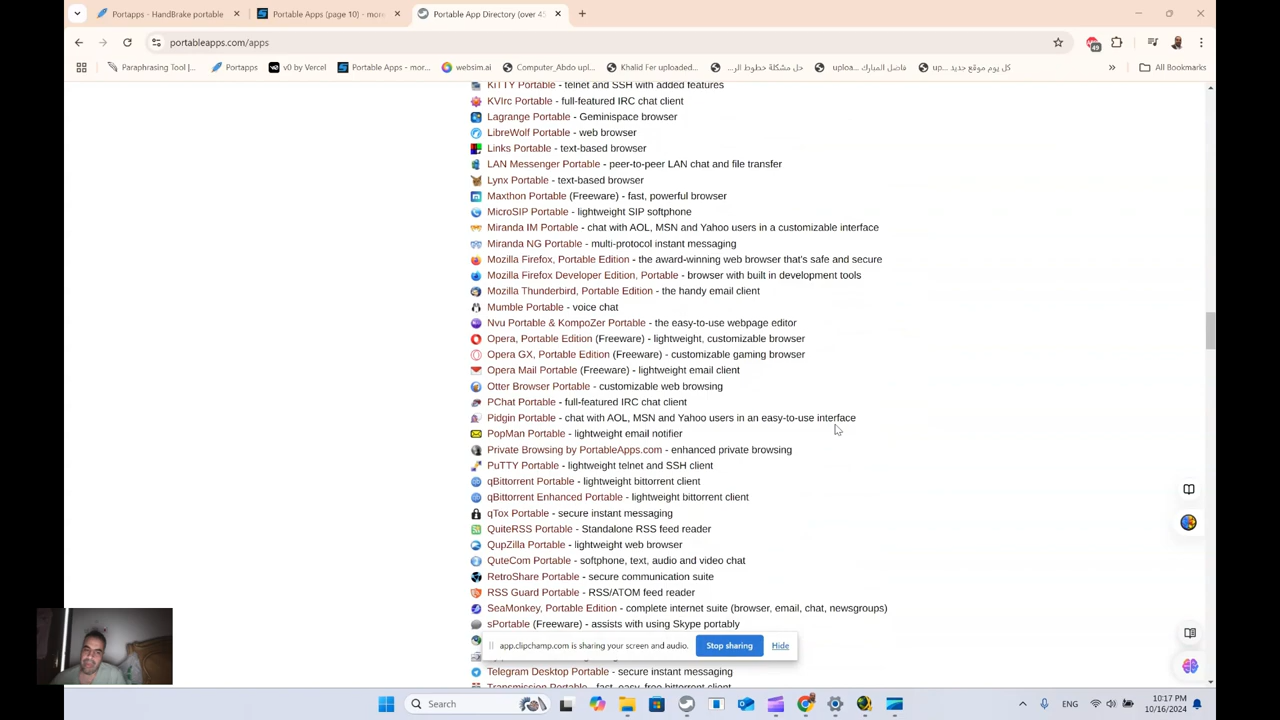 Portapps - HandBrake portable
Portable Apps (page 10) - more
Portable App Directory (over 45
portableapps.com/apps
49
Paraphrasing Tool |...
Portapps
v0 by Vercel
Portable Apps - mor...
websim.ai
Computer_Abdo upl...
Khalid Fer uploaded...
حل مشكلة خطوط الر...
فاضل المبارك uploa...
كل يوم موقع جديد up...
All Bookmarks
KiTTY Portable - telnet and SSH with added features
KVIrc Portable - full-featured IRC chat client
Lagrange Portable - Geminispace browser
LibreWolf Portable - web browser
Links Portable - text-based browser
LAN Messenger Portable - peer-to-peer LAN chat and file transfer
Lynx Portable - text-based browser
Maxthon Portable (Freeware) - fast, powerful browser
MicroSIP Portable - lightweight SIP softphone
Miranda IM Portable - chat with AOL, MSN and Yahoo users in a customizable interface
Miranda NG Portable - multi-protocol instant messaging
Mozilla Firefox, Portable Edition - the award-winning web browser that's safe and secure
Mozilla Firefox Developer Edition, Portable - browser with built in development tools
Mozilla Thunderbird, Portable Edition - the handy email client
Mumble Portable - voice chat
Nvu Portable & KompoZer Portable - the easy-to-use webpage editor
Opera, Portable Edition (Freeware) - lightweight, customizable browser
Opera GX, Portable Edition (Freeware) - customizable gaming browser
Opera Mail Portable (Freeware) - lightweight email client
Otter Browser Portable - customizable web browsing
PChat Portable - full-featured IRC chat client
Pidgin Portable - chat with AOL, MSN and Yahoo users in an easy-to-use interface
PopMan Portable - lightweight email notifier
Private Browsing by PortableApps.com - enhanced private browsing
PuTTY Portable - lightweight telnet and SSH client
qBittorrent Portable - lightweight bittorrent client
qBittorrent Enhanced Portable - lightweight bittorrent client
qTox Portable - secure instant messaging
QuiteRSS Portable - Standalone RSS feed reader
QupZilla Portable - lightweight web browser
QuteCom Portable - softphone, text, audio and video chat
RetroShare Portable - secure communication suite
RSS Guard Portable - RSS/ATOM feed reader
SeaMonkey, Portable Edition - complete internet suite (browser, email, chat, newsgroups)
sPortable (Freeware) - assists with using Skype portably
app.clipchamp.com is sharing your screen and audio.
Stop sharing
Hide
Telegram Desktop Portable - secure instant messaging
Transmission Portable - fast, easy, free bittorrent client
Search
ENG
10:17 PM
10/16/2024